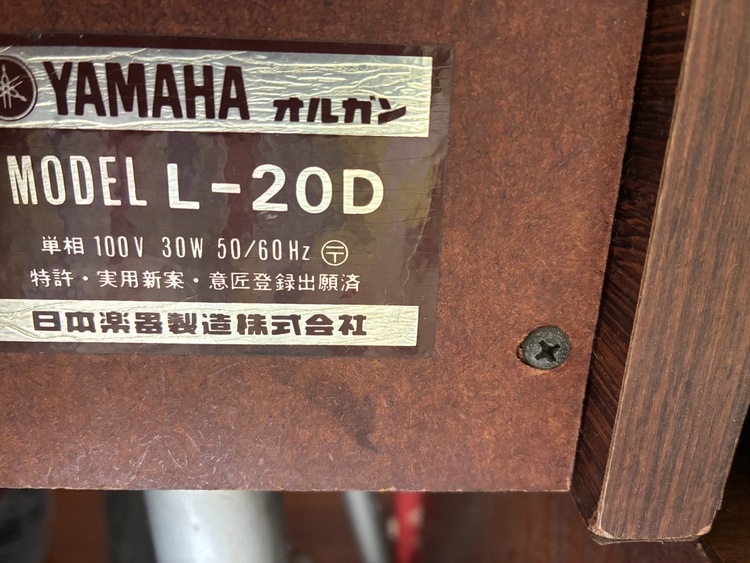 YAMAHA オルガン
MODEL L-20D
単相 100V 30W 50/60Hz 〶
特許・実用新案・意匠登録出願済
日本楽器製造株式会社